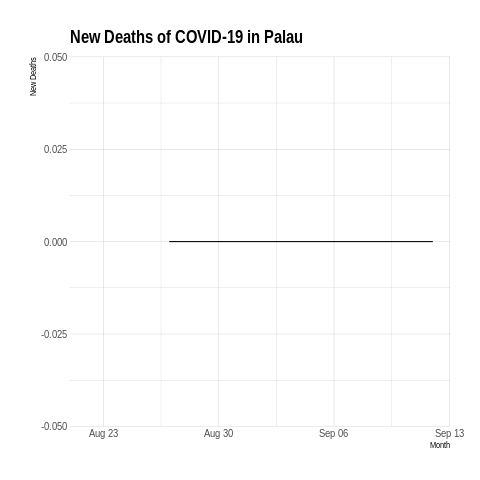 New Deaths of COVID-19 in Palau
New Deaths
0.050
0.025
0.000
-0.025
-0.050
Aug 23 Aug 30 Sep 06 Sep 13
Month